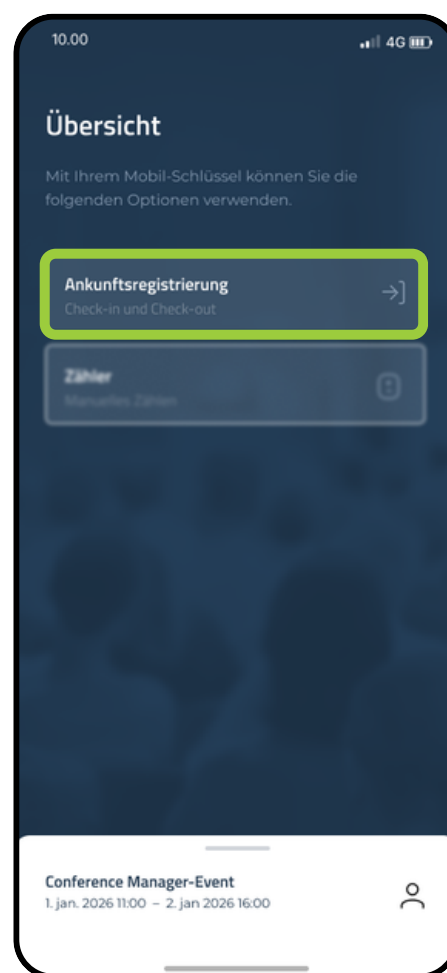 10.00
4G
Übersicht
Mit Ihrem Mobil-Schlüssel können Sie die
folgenden Optionen verwenden.
Ankunftsregistrierung
Check-in und Check-out
Zähler
Manuelles Zählen
Conference Manager-Event
1. jan. 2026 11:00 – 2. jan 2026 16:00